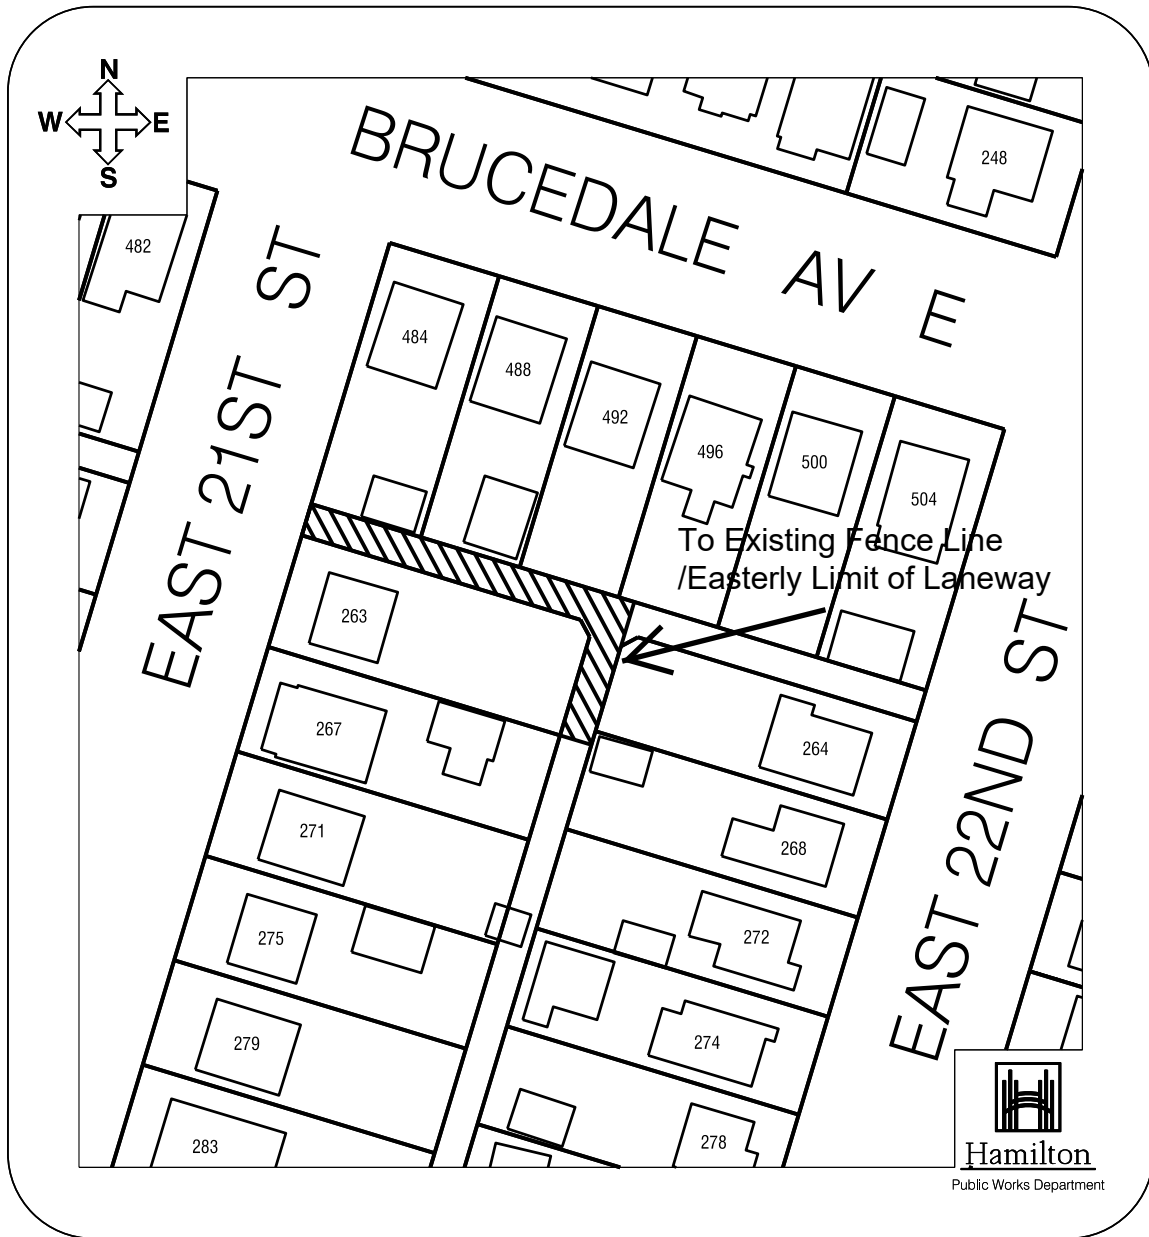 N
W E
S
BRUCEDALE AV E
248
482
EAST 21ST ST
484
488
492
496
500
504
To Existing Fence Line
/Easterly Limit of Laneway
263
267
264
271
268
EAST 22ND ST
275
272
279
274
283
278
Hamilton
Public Works Department